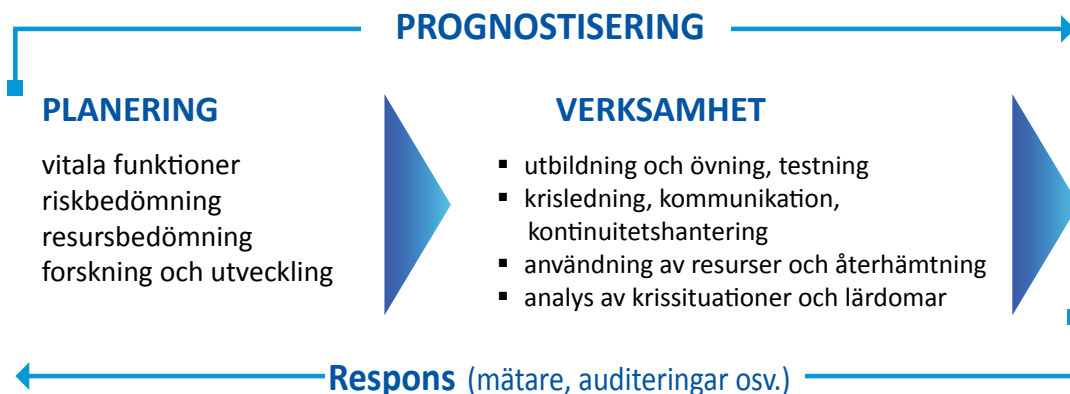 PROGNOSTISERING
PLANERING
vitala funktioner
riskbedömning
resursbedömning
forskning och utveckling
VERKSAMHET
▪ utbildning och övning, testning
▪ krisledning, kommunikation,
kontinuitetshantering
▪ användning av resurser och återhämtning
▪ analys av krissituationer och lärdomar
Respons (mätare, auditeringar osv.)